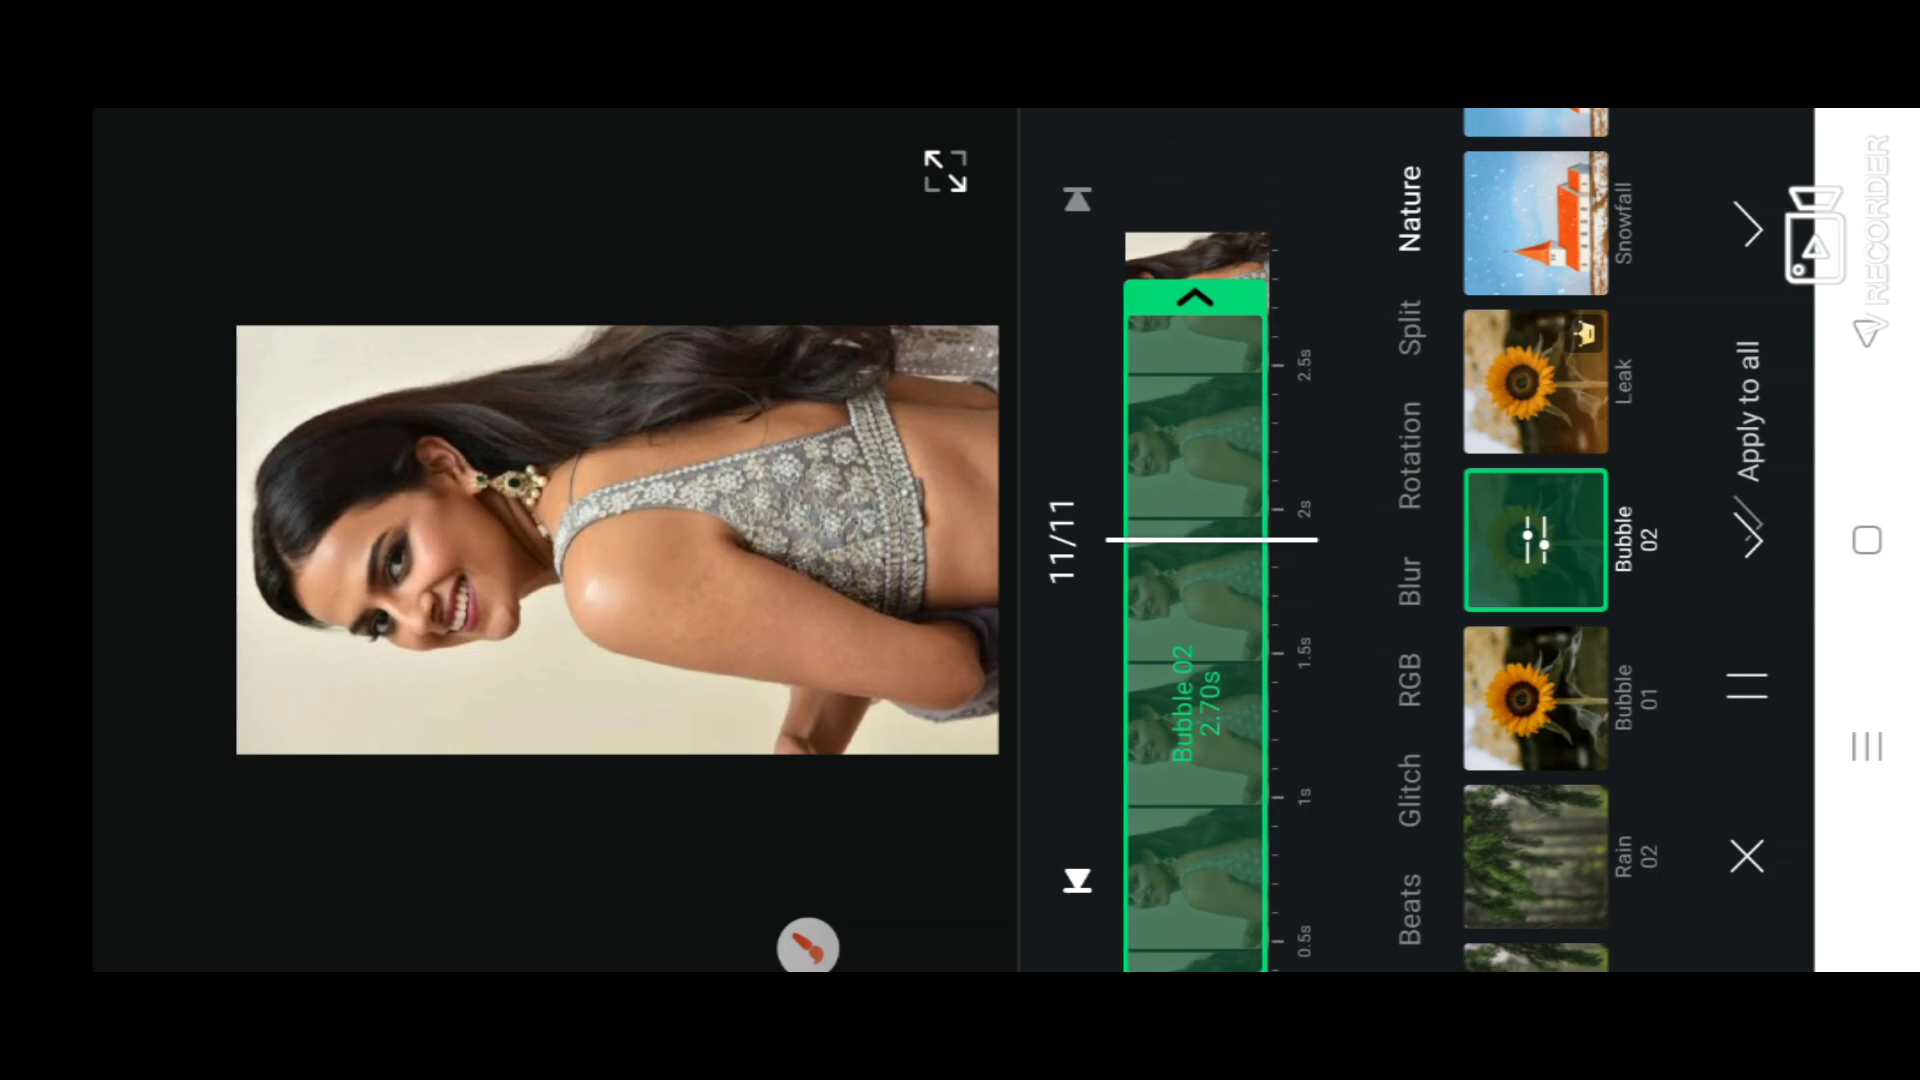 11/11
Bubble 02
2.70s
0.5s 1s 1.5s 2s 2.5s
Beats Glitch RGB Blur Rotation Split Nature
Rain
02
Bubble
01
Bubble
02
Leak
Snowfall
Apply to all
V RECORDER